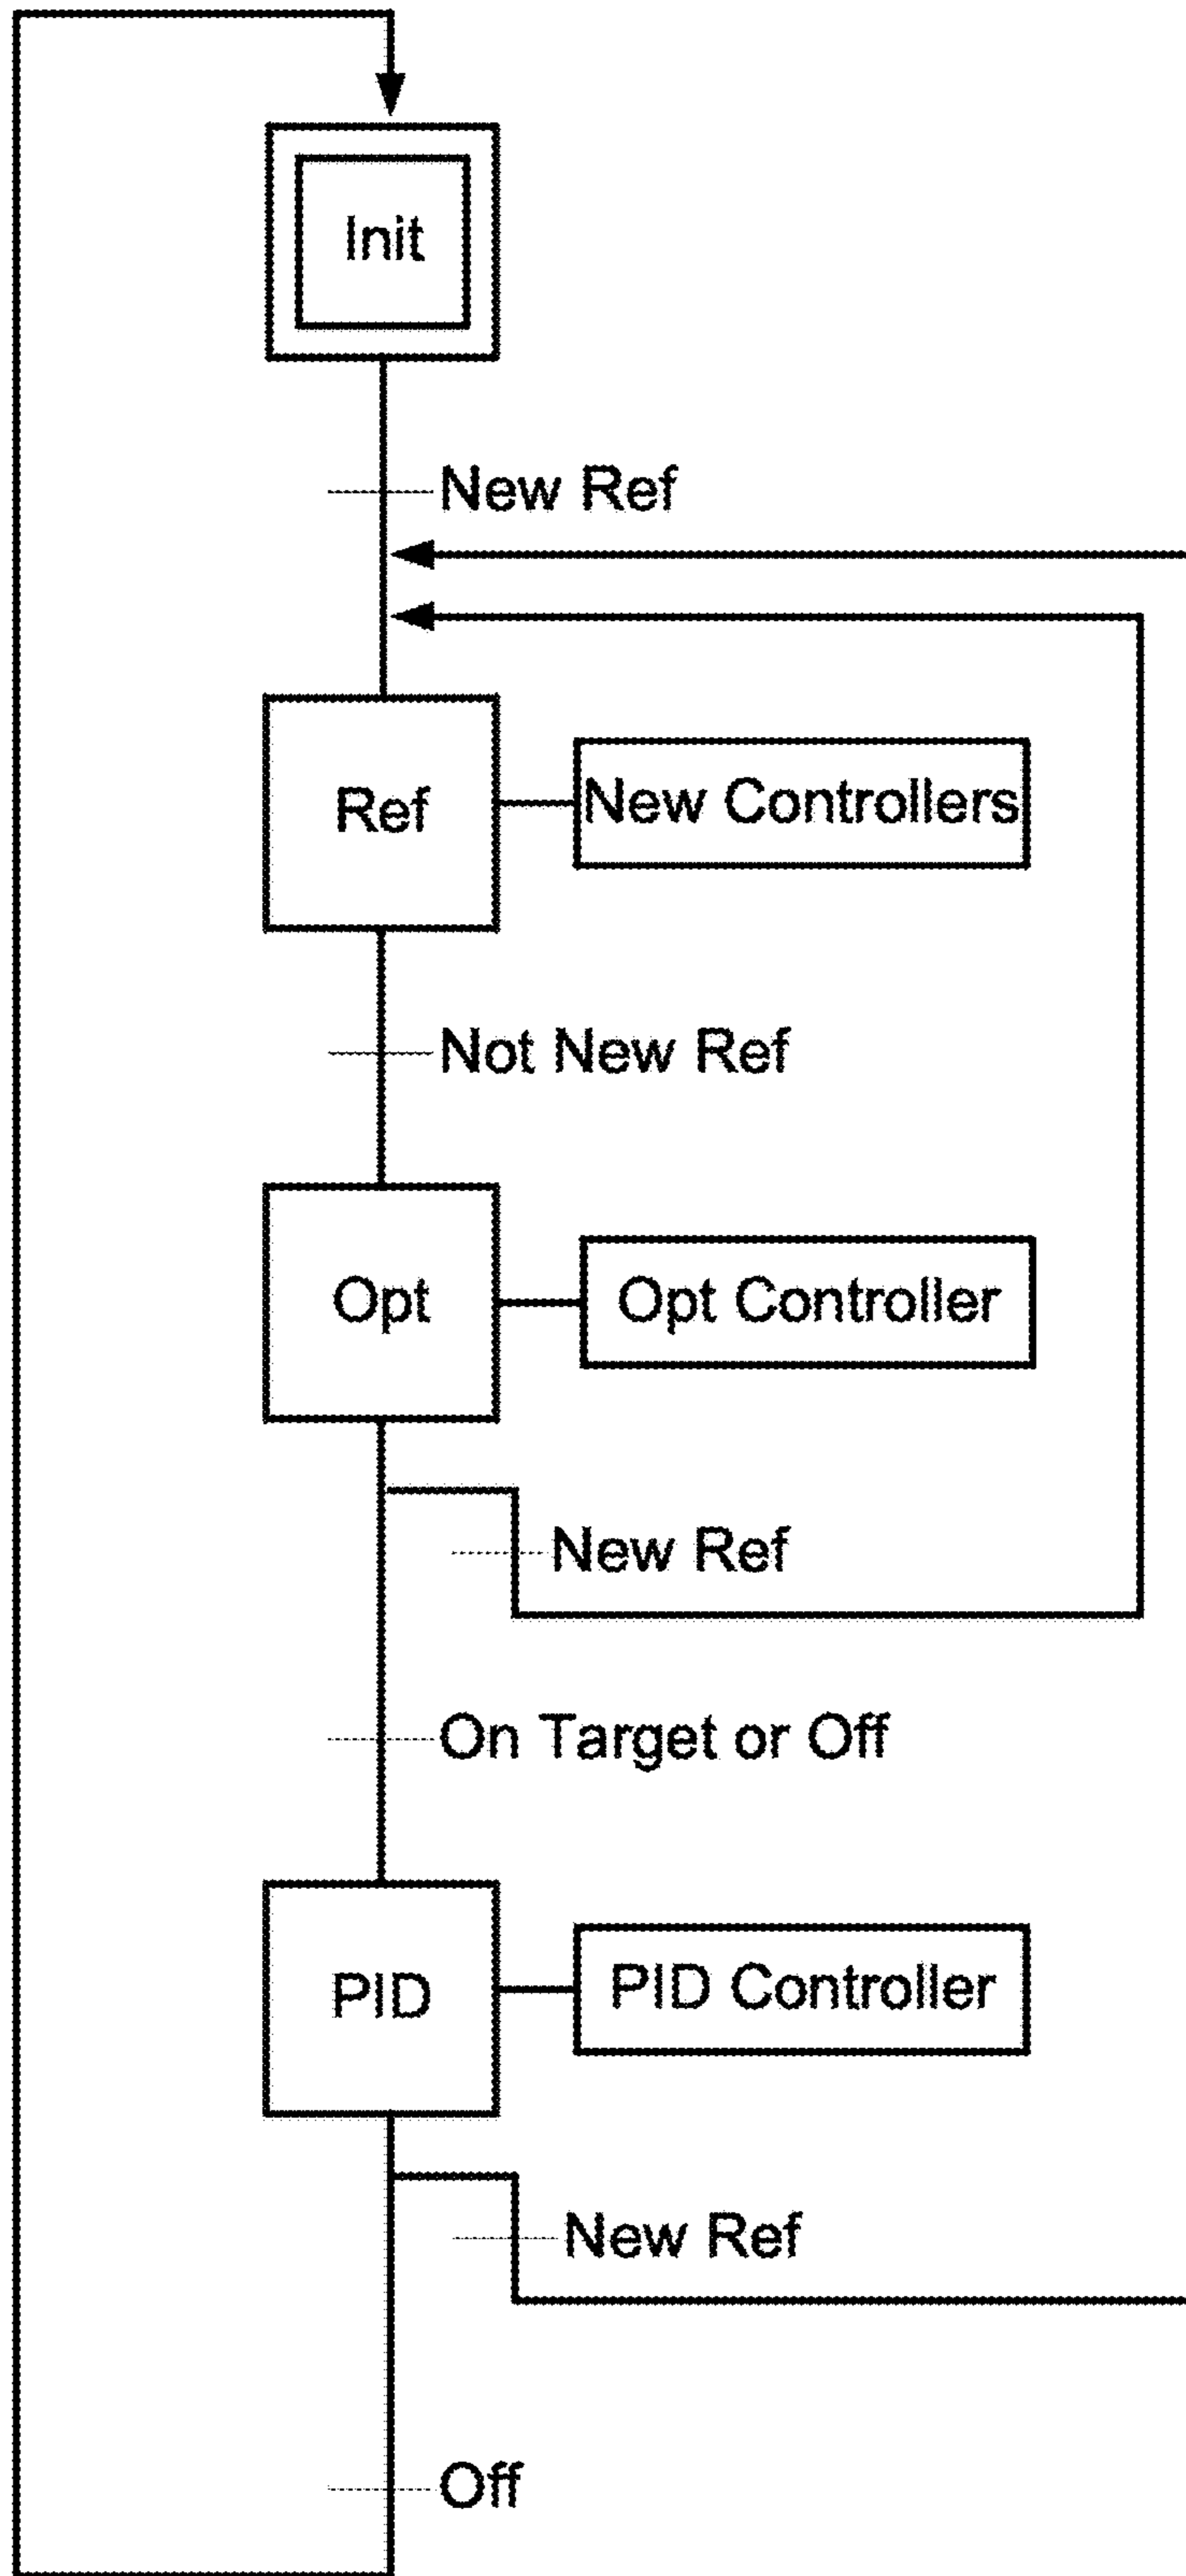 Init
New Ref
Ref
New Controllers
Not New Ref
Opt
Opt Controller
New Ref
On Target or Off
PID
PID Controller
New Ref
Off